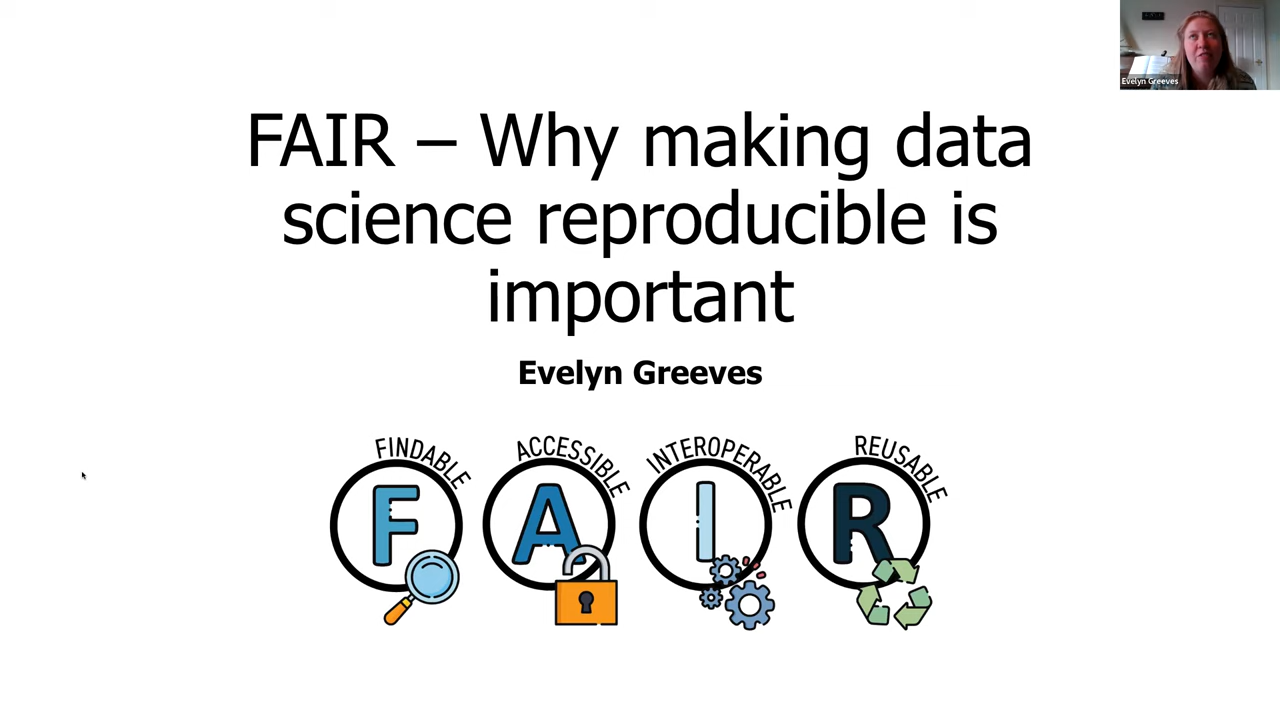 Evelyn Greeves
FAIR – Why making data
science reproducible is
important
Evelyn Greeves
FINDABLE
F
ACCESSIBLE
A
INTEROPERABLE
I
REUSABLE
R